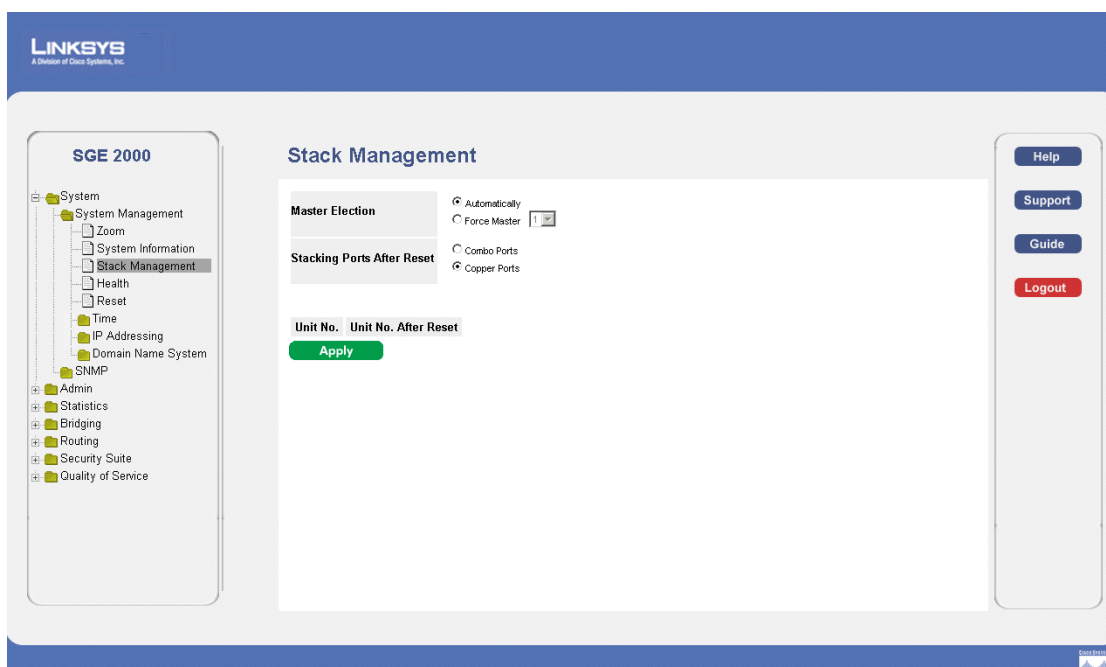 LINKSYS
A Division of Cisco Systems, Inc.
SGE 2000
System
System Management
Zoom
System Information
Stack Management
Health
Reset
Time
IP Addressing
Domain Name System
SNMP
Admin
Statistics
Bridging
Routing
Security Suite
Quality of Service
Stack Management
Master Election
Automatically
Force Master 1
Stacking Ports After Reset
Combo Ports
Copper Ports
Unit No. Unit No. After Reset
Apply
Help
Support
Guide
Logout